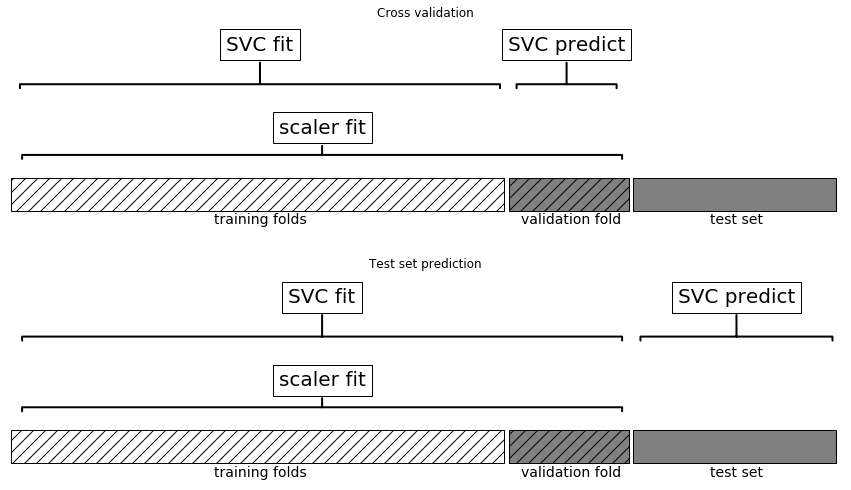 Cross validation
SVC fit
SVC predict
scaler fit
training folds
validation fold
test set
Test set prediction
SVC fit
SVC predict
scaler fit
training folds
validation fold
test set